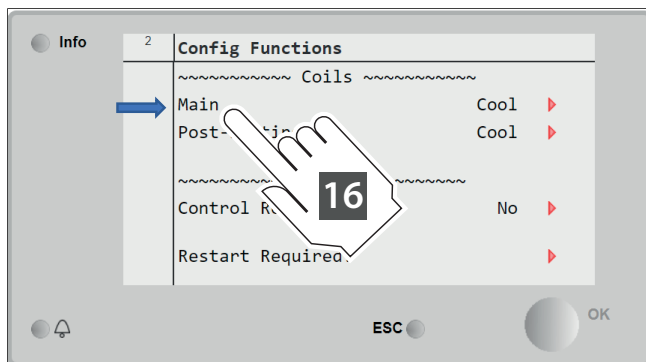 Info
2 Config Functions
~~~~~~~~~~~ Coils ~~~~~~~~~~~
Main Cool
Post- Cool
Control No
Restart Required
16
ESC
OK